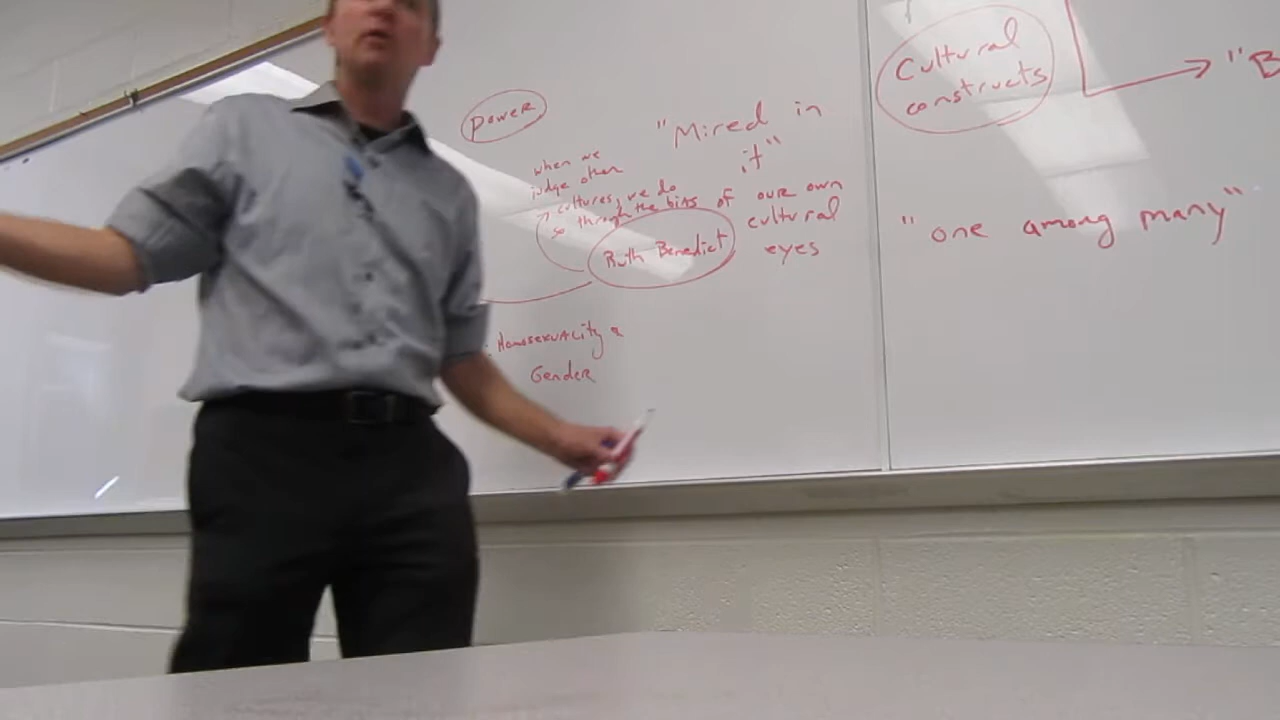 power
"Mired in
it"
when we
judge other
cultures, we do
so through the bias of our own
cultural
eyes
Ruth Benedict
: Homosexuality &
Gender
Cultural
constructs
"B
"one among many"